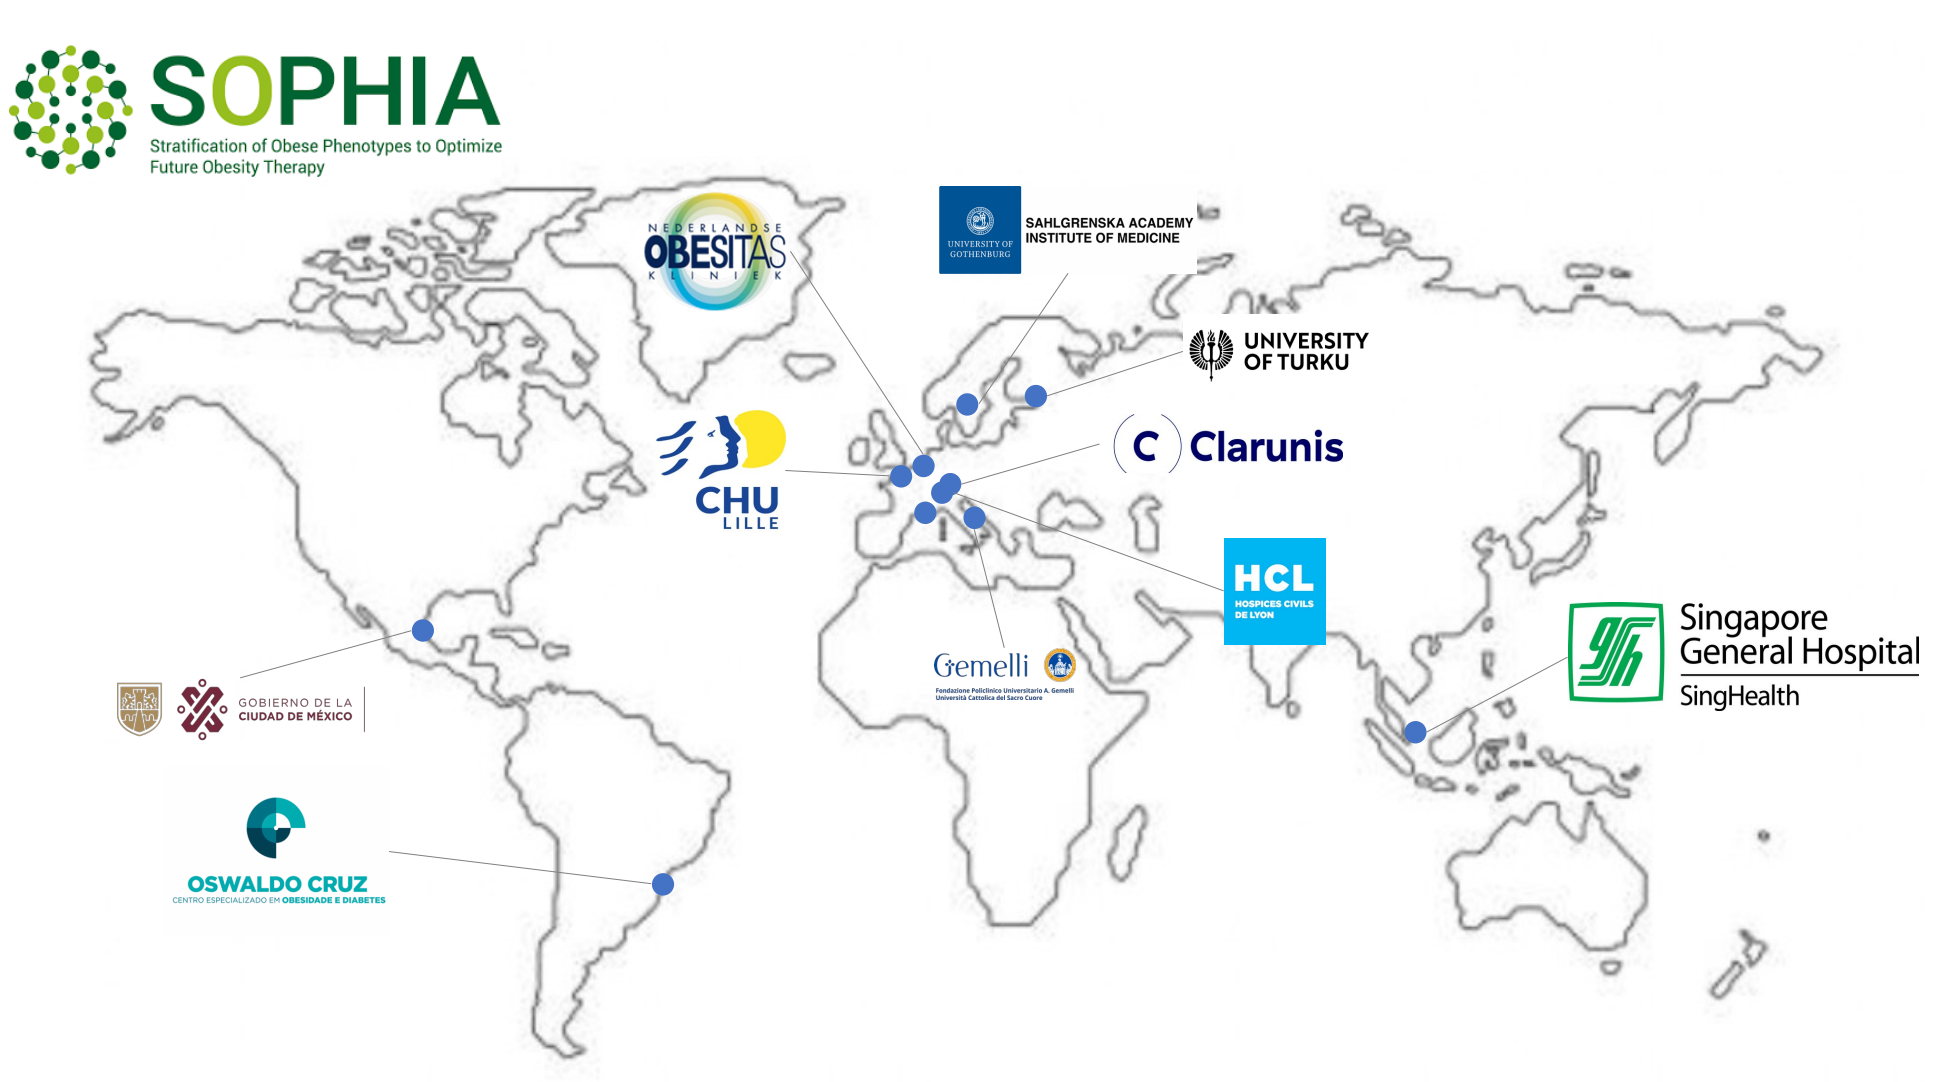 SOPHIA
Stratification of Obese Phenotypes to Optimize
Future Obesity Therapy
NEDERLANDSE
OBESITAS
KLINIEK
UNIVERSITY OF
GOTHENBURG
SAHLGRENSKA ACADEMY
INSTITUTE OF MEDICINE
UNIVERSITY
OF TURKU
CHU
LILLE
C Clarunis
HCL
HOSPICES CIVILS
DE LYON
Singapore
General Hospital
SingHealth
Gemelli
Fondazione Policlinico Universitario A. Gemelli
Università Cattolica del Sacro Cuore
GOBIERNO DE LA
CIUDAD DE MÉXICO
OSWALDO CRUZ
CENTRO ESPECIALIZADO EM OBESIDADE E DIABETES